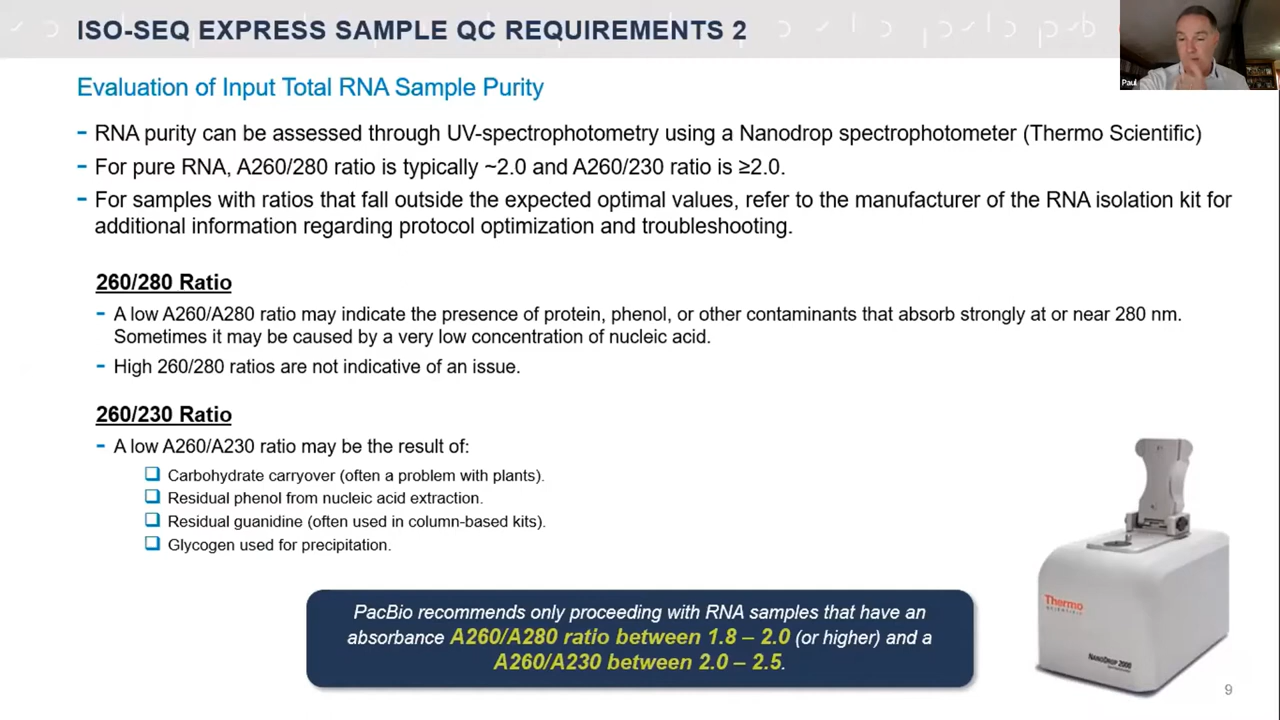 ISO-SEQ EXPRESS SAMPLE QC REQUIREMENTS 2
Paul
Evaluation of Input Total RNA Sample Purity
- RNA purity can be assessed through UV-spectrophotometry using a Nanodrop spectrophotometer (Thermo Scientific)
- For pure RNA, A260/280 ratio is typically ~2.0 and A260/230 ratio is ≥2.0.
- For samples with ratios that fall outside the expected optimal values, refer to the manufacturer of the RNA isolation kit for
additional information regarding protocol optimization and troubleshooting.
260/280 Ratio
- A low A260/A280 ratio may indicate the presence of protein, phenol, or other contaminants that absorb strongly at or near 280 nm.
Sometimes it may be caused by a very low concentration of nucleic acid.
- High 260/280 ratios are not indicative of an issue.
260/230 Ratio
- A low A260/A230 ratio may be the result of:
❑ Carbohydrate carryover (often a problem with plants).
❑ Residual phenol from nucleic acid extraction.
❑ Residual guanidine (often used in column-based kits).
❑ Glycogen used for precipitation.
PacBio recommends only proceeding with RNA samples that have an
absorbance A260/A280 ratio between 1.8 – 2.0 (or higher) and a
A260/A230 between 2.0 – 2.5.
Thermo
SCIENTIFIC
NANODROP 2000
9